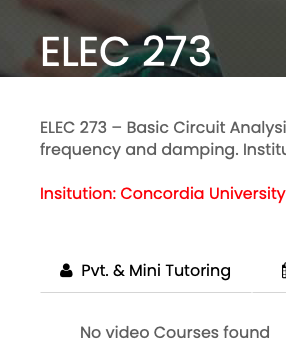 ELEC 273
ELEC 273 – Basic Circuit Analysi
frequency and damping. Institu
Insitution: Concordia University
Pvt. & Mini Tutoring
No video Courses found